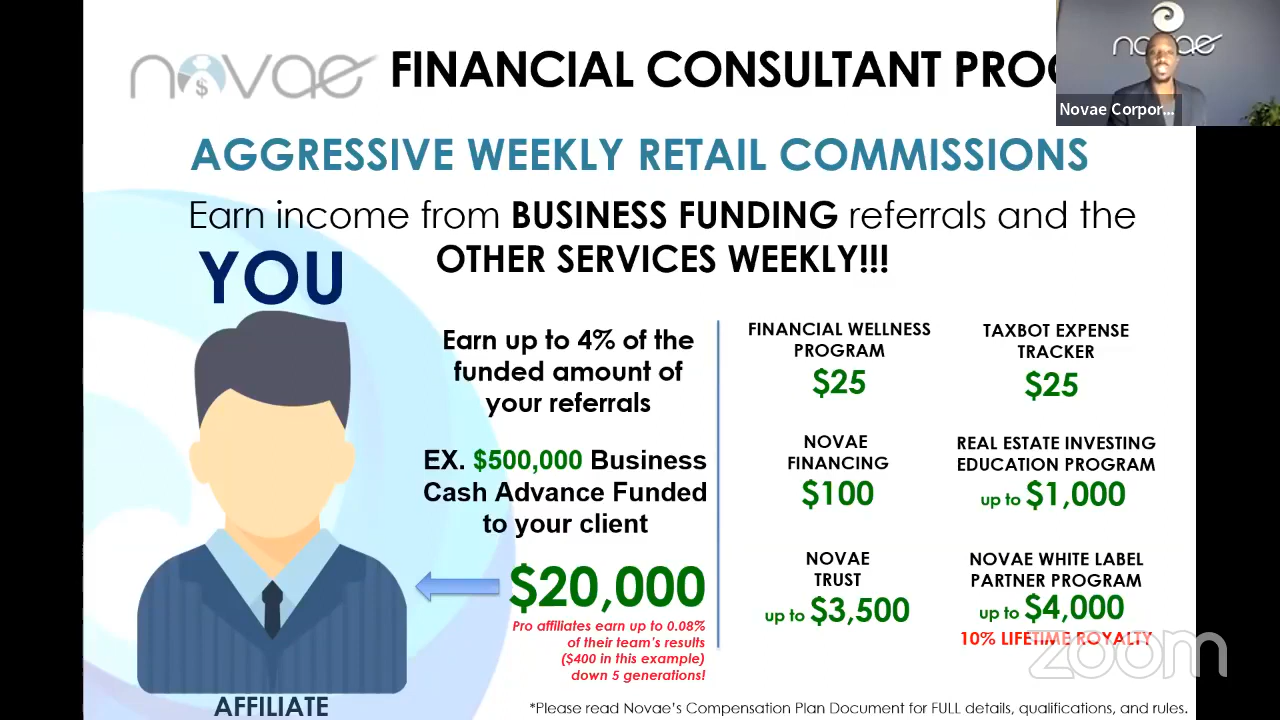 novae FINANCIAL CONSULTANT
novae
Novae Corpor...
AGGRESSIVE WEEKLY RETAIL COMMISSIONS
Earn income from BUSINESS FUNDING referrals and the
OTHER SERVICES WEEKLY!!!
YOU
Earn up to 4% of the
funded amount of
your referrals
EX. $500,000 Business
Cash Advance Funded
to your client
$20,000
Pro affiliates earn up to 0.08%
of their team's results
($400 in this example)
down 5 generations!
FINANCIAL WELLNESS
PROGRAM
$25
TAXBOT EXPENSE
TRACKER
$25
NOVAE
FINANCING
$100
REAL ESTATE INVESTING
EDUCATION PROGRAM
up to $1,000
NOVAE
TRUST
up to $3,500
NOVAE WHITE LABEL
PARTNER PROGRAM
up to $4,000
10% LIFETIME ROYALTY
zoom
AFFILIATE
*Please read Novae's Compensation Plan Document for FULL details, qualifications, and rules.